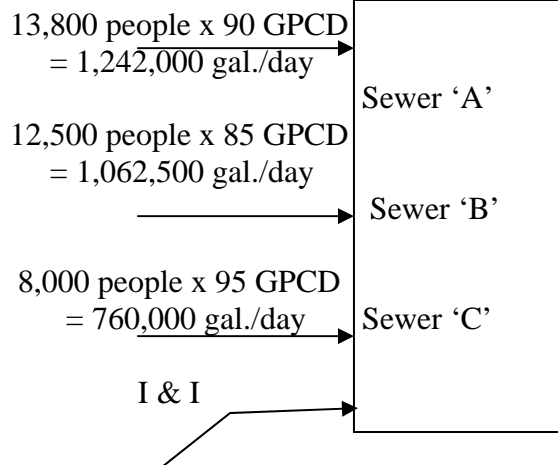 13,800 people x 90 GPCD
= 1,242,000 gal./day
Sewer ‘A’
12,500 people x 85 GPCD
= 1,062,500 gal./day
Sewer ‘B’
8,000 people x 95 GPCD
= 760,000 gal./day
Sewer ‘C’
I & I